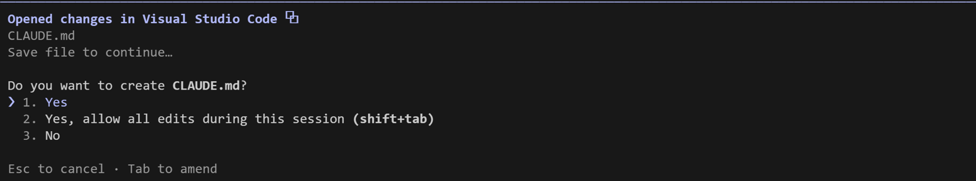 Opened changes in Visual Studio Code ⧉
CLAUDE.md
Save file to continue…
Do you want to create CLAUDE.md?
❯ 1. Yes
2. Yes, allow all edits during this session (shift+tab)
3. No
Esc to cancel · Tab to amend